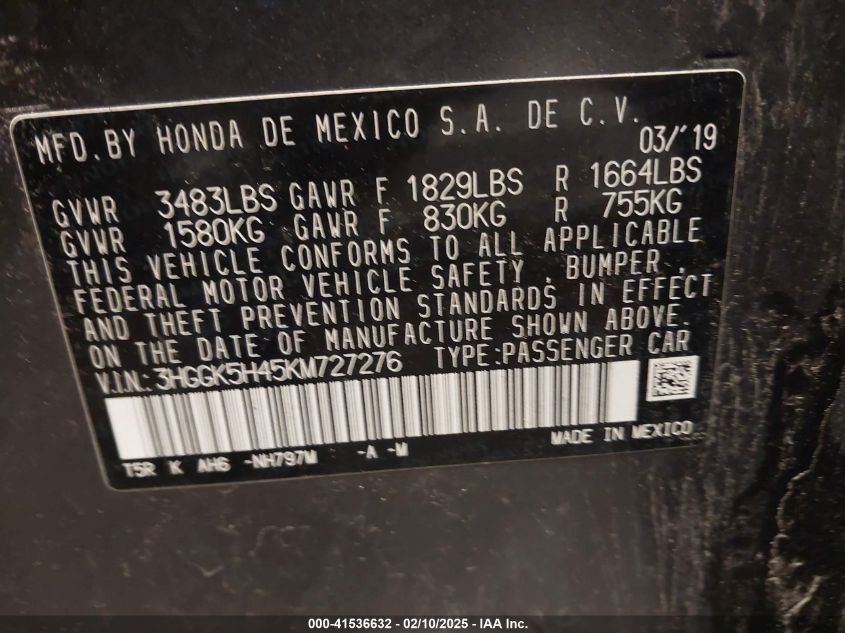 MFD. BY HONDA DE MEXICO S.A. DE C.V.
03/'19
GVWR 3483LBS GAWR F 1829LBS R 1664LBS
GVWR 1580KG GAWR F 830KG R 755KG
THIS VEHICLE CONFORMS TO ALL APPLICABLE
FEDERAL MOTOR VEHICLE SAFETY, BUMPER,
AND THEFT PREVENTION STANDARDS IN EFFECT
ON THE DATE OF MANUFACTURE SHOWN ABOVE.
V.I.N.: 3HGGK5H45KM727276 TYPE:PASSENGER CAR
T5R K AH6 -NH797M -A -M MADE IN MEXICO
000-41536632 - 02/10/2025 - IAA Inc.